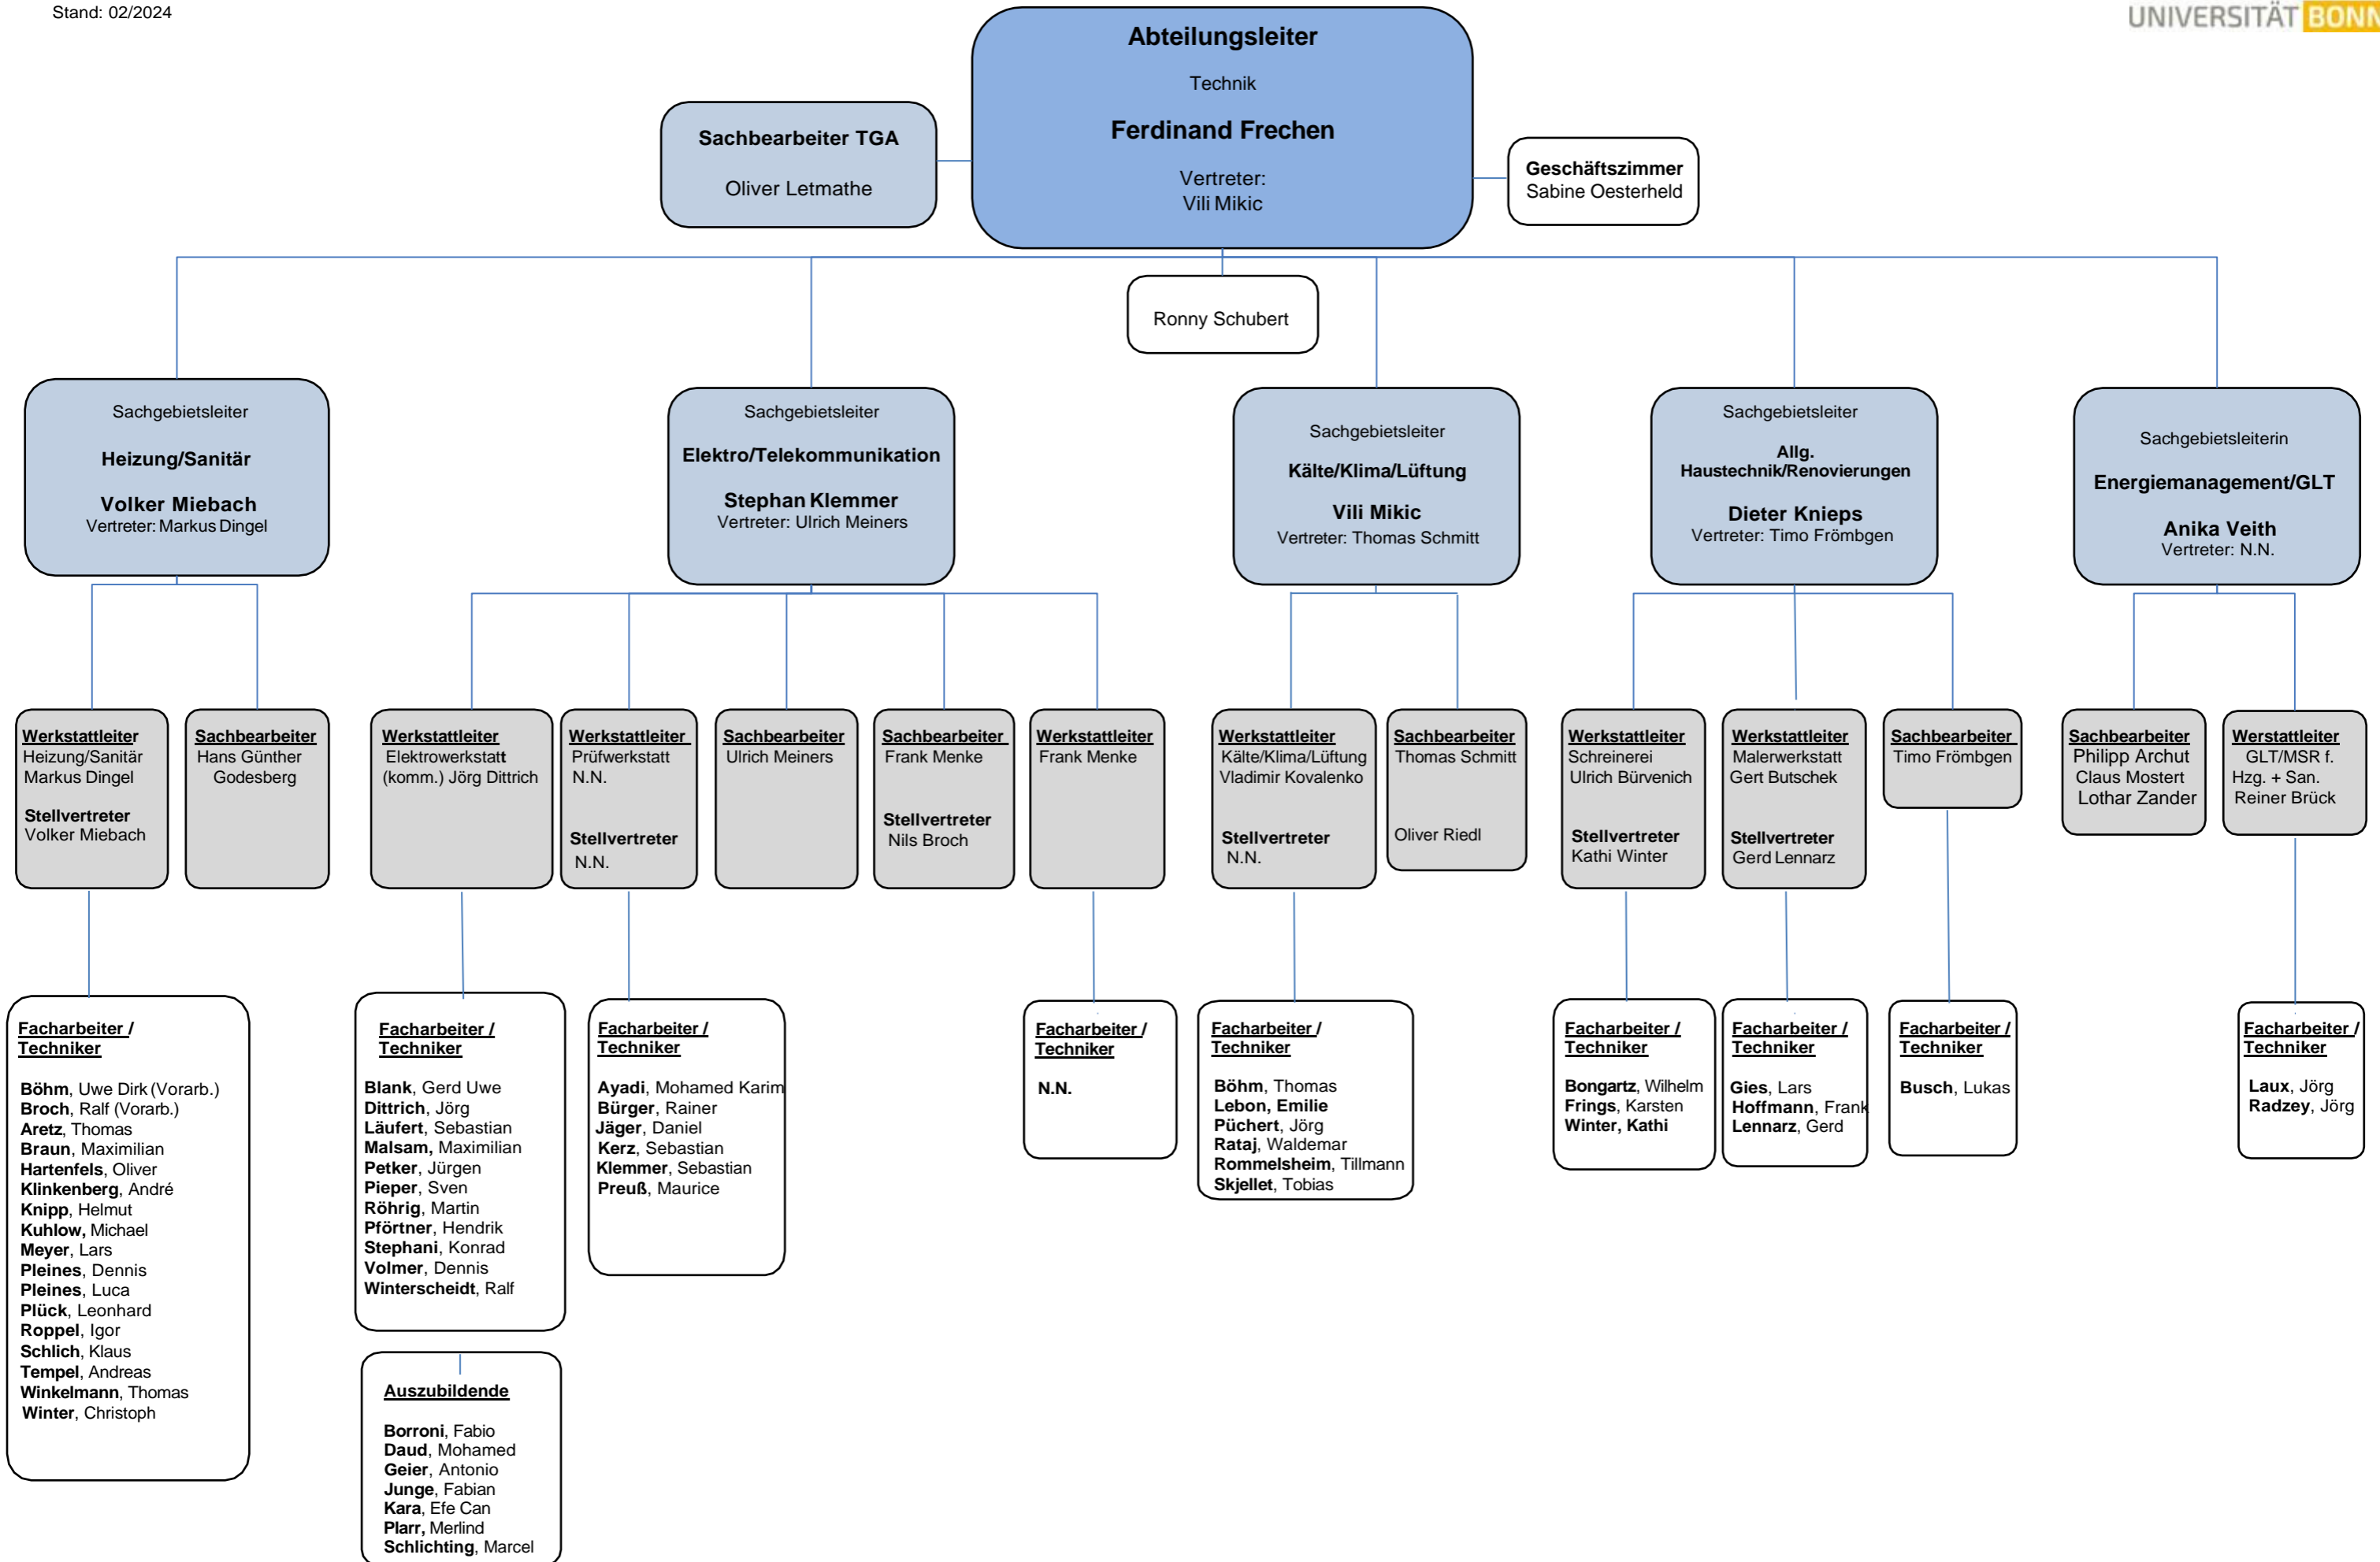 Stand: 02/2024
UNIVERSITÄT BONN
Abteilungsleiter
Technik
Ferdinand Frechen
Vertreter:
Vili Mikic
Sachbearbeiter TGA
Oliver Letmathe
Geschäftszimmer
Sabine Oesterheld
Ronny Schubert
Sachgebietsleiter
Heizung/Sanitär
Volker Miebach
Vertreter: Markus Dingel
Sachgebietsleiter
Elektro/Telekommunikation
Stephan Klemmer
Vertreter: Ulrich Meiners
Sachgebietsleiter
Kälte/Klima/Lüftung
Vili Mikic
Vertreter: Thomas Schmitt
Sachgebietsleiter
Allg.
Haustechnik/Renovierungen
Dieter Knieps
Vertreter: Timo Frömbgen
Sachgebietsleiterin
Energiemanagement/GLT
Anika Veith
Vertreter: N.N.
Werkstattleiter
Heizung/Sanitär
Markus Dingel
Stellvertreter
Volker Miebach
Sachbearbeiter
Hans Günther
Godesberg
Werkstattleiter
Elektrowerkstatt
(komm.) Jörg Dittrich
Werkstattleiter
Prüfwerkstatt
N.N.
Stellvertreter
N.N.
Sachbearbeiter
Ulrich Meiners
Sachbearbeiter
Frank Menke
Stellvertreter
Nils Broch
Werkstattleiter
Frank Menke
Werkstattleiter
Kälte/Klima/Lüftung
Vladimir Kovalenko
Stellvertreter
N.N.
Sachbearbeiter
Thomas Schmitt
Oliver Riedl
Werkstattleiter
Schreinerei
Ulrich Bürvenich
Stellvertreter
Kathi Winter
Werkstattleiter
Malerwerkstatt
Gert Butschek
Stellvertreter
Gerd Lennarz
Sachbearbeiter
Timo Frömbgen
Sachbearbeiter
Philipp Archut
Claus Mostert
Lothar Zander
Werstattleiter
GLT/MSR f.
Hzg. + San.
Reiner Brück
Facharbeiter /
Techniker
Böhm, Uwe Dirk (Vorarb.)
Broch, Ralf (Vorarb.)
Aretz, Thomas
Braun, Maximilian
Hartenfels, Oliver
Klinkenberg, André
Knipp, Helmut
Kuhlow, Michael
Meyer, Lars
Pleines, Dennis
Pleines, Luca
Plück, Leonhard
Roppel, Igor
Schlich, Klaus
Tempel, Andreas
Winkelmann, Thomas
Winter, Christoph
Facharbeiter /
Techniker
Blank, Gerd Uwe
Dittrich, Jörg
Läufert, Sebastian
Malsam, Maximilian
Petker, Jürgen
Pieper, Sven
Röhrig, Martin
Pförtner, Hendrik
Stephani, Konrad
Volmer, Dennis
Winterscheidt, Ralf
Auszubildende
Borroni, Fabio
Daud, Mohamed
Geier, Antonio
Junge, Fabian
Kara, Efe Can
Plarr, Merlind
Schlichting, Marcel
Facharbeiter /
Techniker
Ayadi, Mohamed Karim
Bürger, Rainer
Jäger, Daniel
Kerz, Sebastian
Klemmer, Sebastian
Preuß, Maurice
Facharbeiter /
Techniker
N.N.
Facharbeiter /
Techniker
Böhm, Thomas
Lebon, Emilie
Püchert, Jörg
Rataj, Waldemar
Rommelsheim, Tillmann
Skjellet, Tobias
Facharbeiter /
Techniker
Bongartz, Wilhelm
Frings, Karsten
Winter, Kathi
Facharbeiter /
Techniker
Gies, Lars
Hoffmann, Frank
Lennarz, Gerd
Facharbeiter /
Techniker
Busch, Lukas
Facharbeiter /
Techniker
Laux, Jörg
Radzey, Jörg